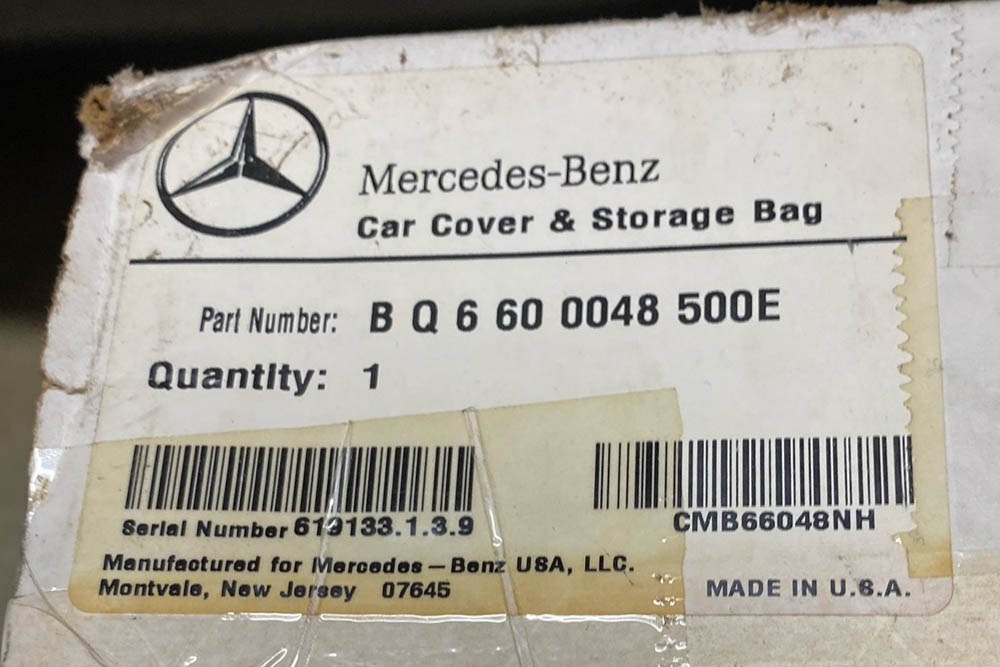 Mercedes-Benz
Car Cover & Storage Bag
Part Number: B Q 6 60 0048 500E
Quantity: 1
Serial Number 619133.1.3.9
CMB66048NH
Manufactured for Mercedes-Benz USA, LLC.
Montvale, New Jersey 07645
MADE IN U.S.A.